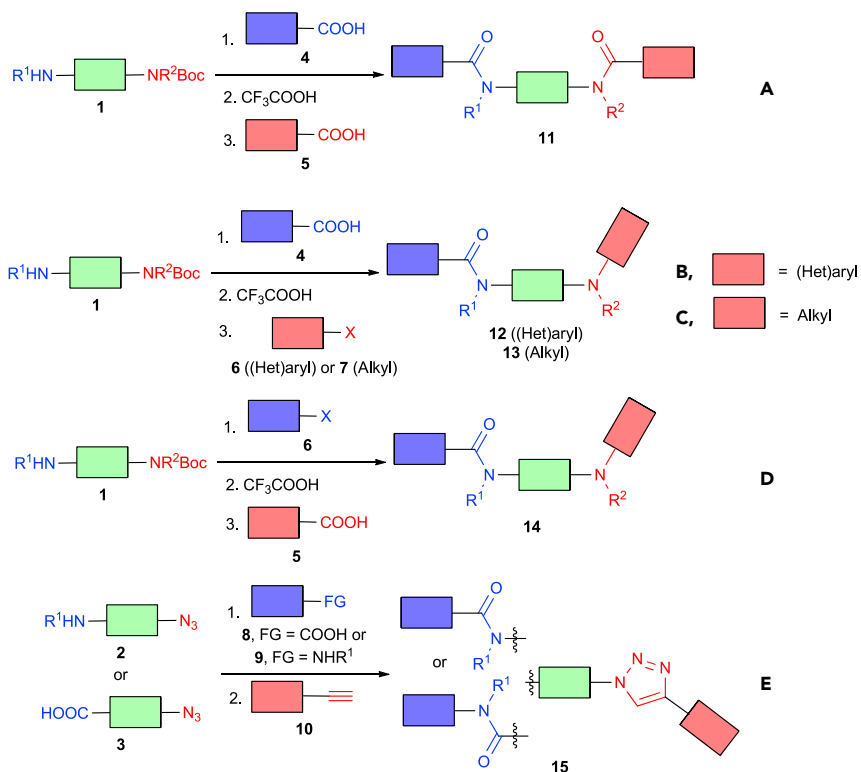 1. COOH
4
R¹HN NR²Boc
1
2. CF₃COOH
3. COOH
5
O O
N N
R¹ R²
11
A
1. COOH
4
R¹HN NR²Boc
1
2. CF₃COOH
3. X
6 ((Het)aryl) or 7 (Alkyl)
O
N N
R¹ R²
12 ((Het)aryl)
13 (Alkyl)
B, = (Het)aryl
C, = Alkyl
1. X
6
R¹HN NR²Boc
1
2. CF₃COOH
3. COOH
5
O
N N
R¹ R²
14
D
R¹HN N₃
2
or
HOOC N₃
3
1. FG
8, FG = COOH or
9, FG = NHR¹
2.
10
O
N
R¹
or
R¹
N
O
N N
N N
15
E